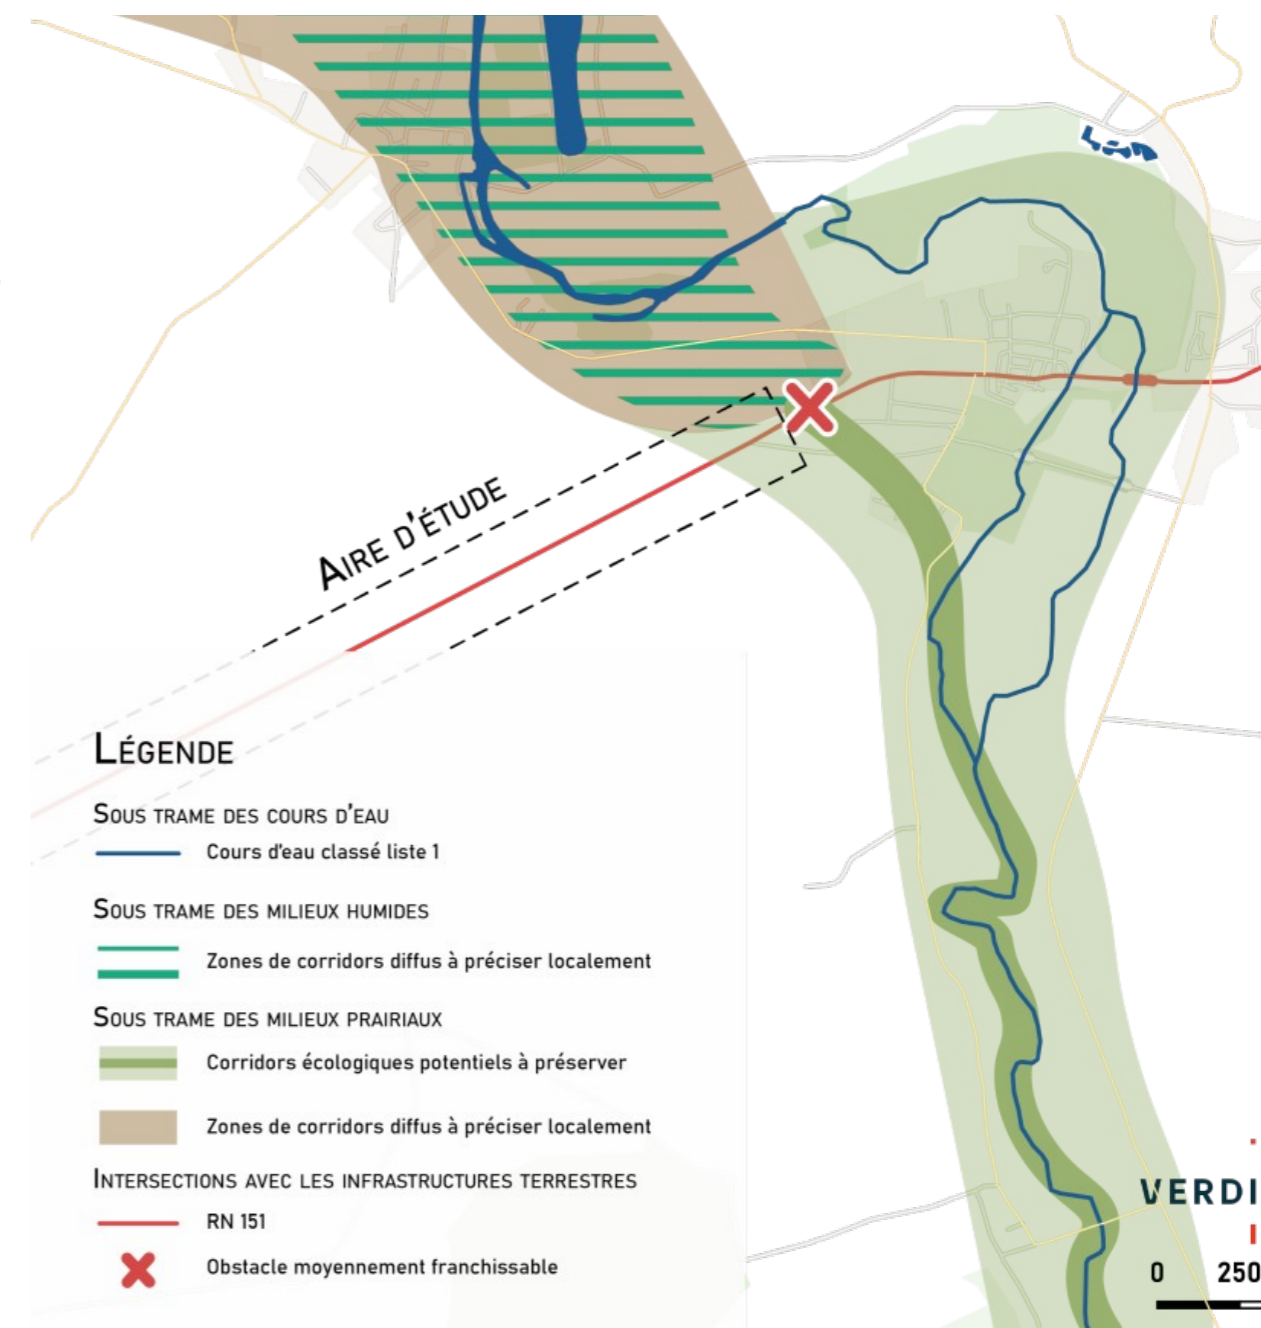 AIRE D'ÉTUDE
LÉGENDE
SOUS TRAME DES COURS D'EAU
Cours d'eau classé liste 1
SOUS TRAME DES MILIEUX HUMIDES
Zones de corridors diffus à préciser localement
SOUS TRAME DES MILIEUX PRAIRIAUX
Corridors écologiques potentiels à préserver
Zones de corridors diffus à préciser localement
INTERSECTIONS AVEC LES INFRASTRUCTURES TERRESTRES
RN 151
Obstacle moyennement franchissable
VERDI
0 250